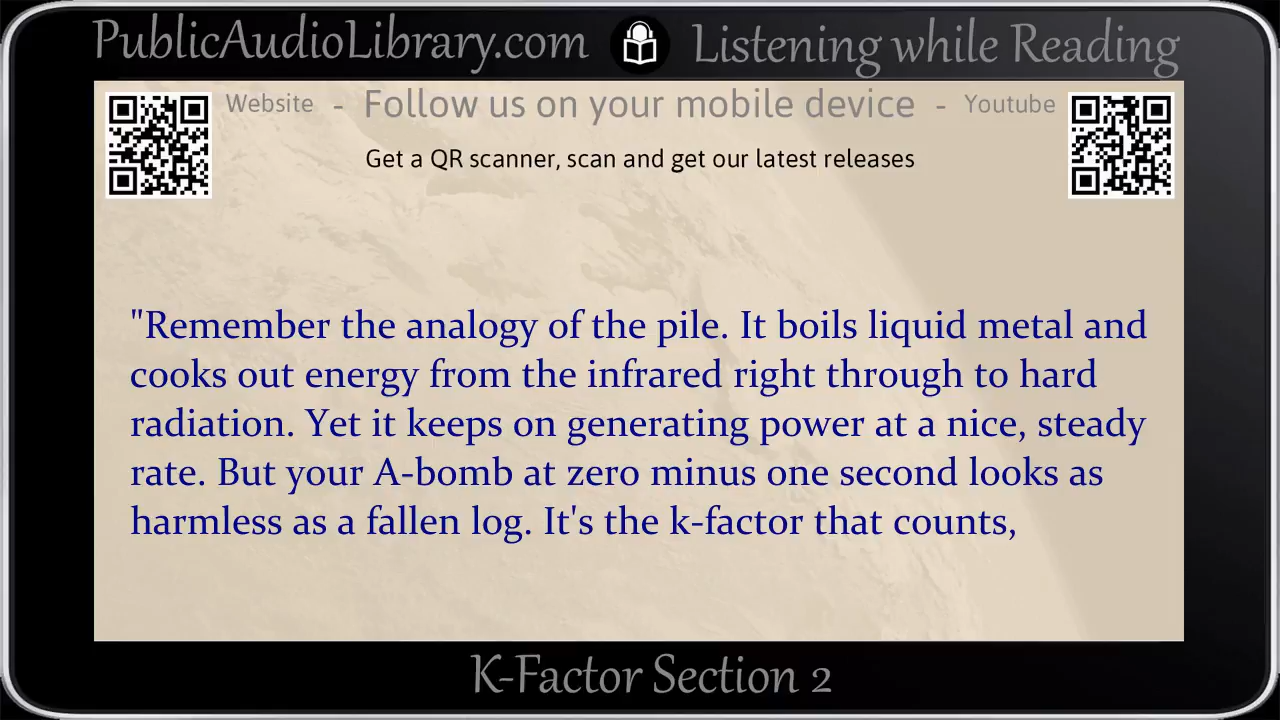 PublicAudioLibrary.com Listening while Reading
Website - Follow us on your mobile device - Youtube
Get a QR scanner, scan and get our latest releases
"Remember the analogy of the pile. It boils liquid metal and
cooks out energy from the infrared right through to hard
radiation. Yet it keeps on generating power at a nice, steady
rate. But your A-bomb at zero minus one second looks as
harmless as a fallen log. It's the k-factor that counts,
K-Factor Section 2